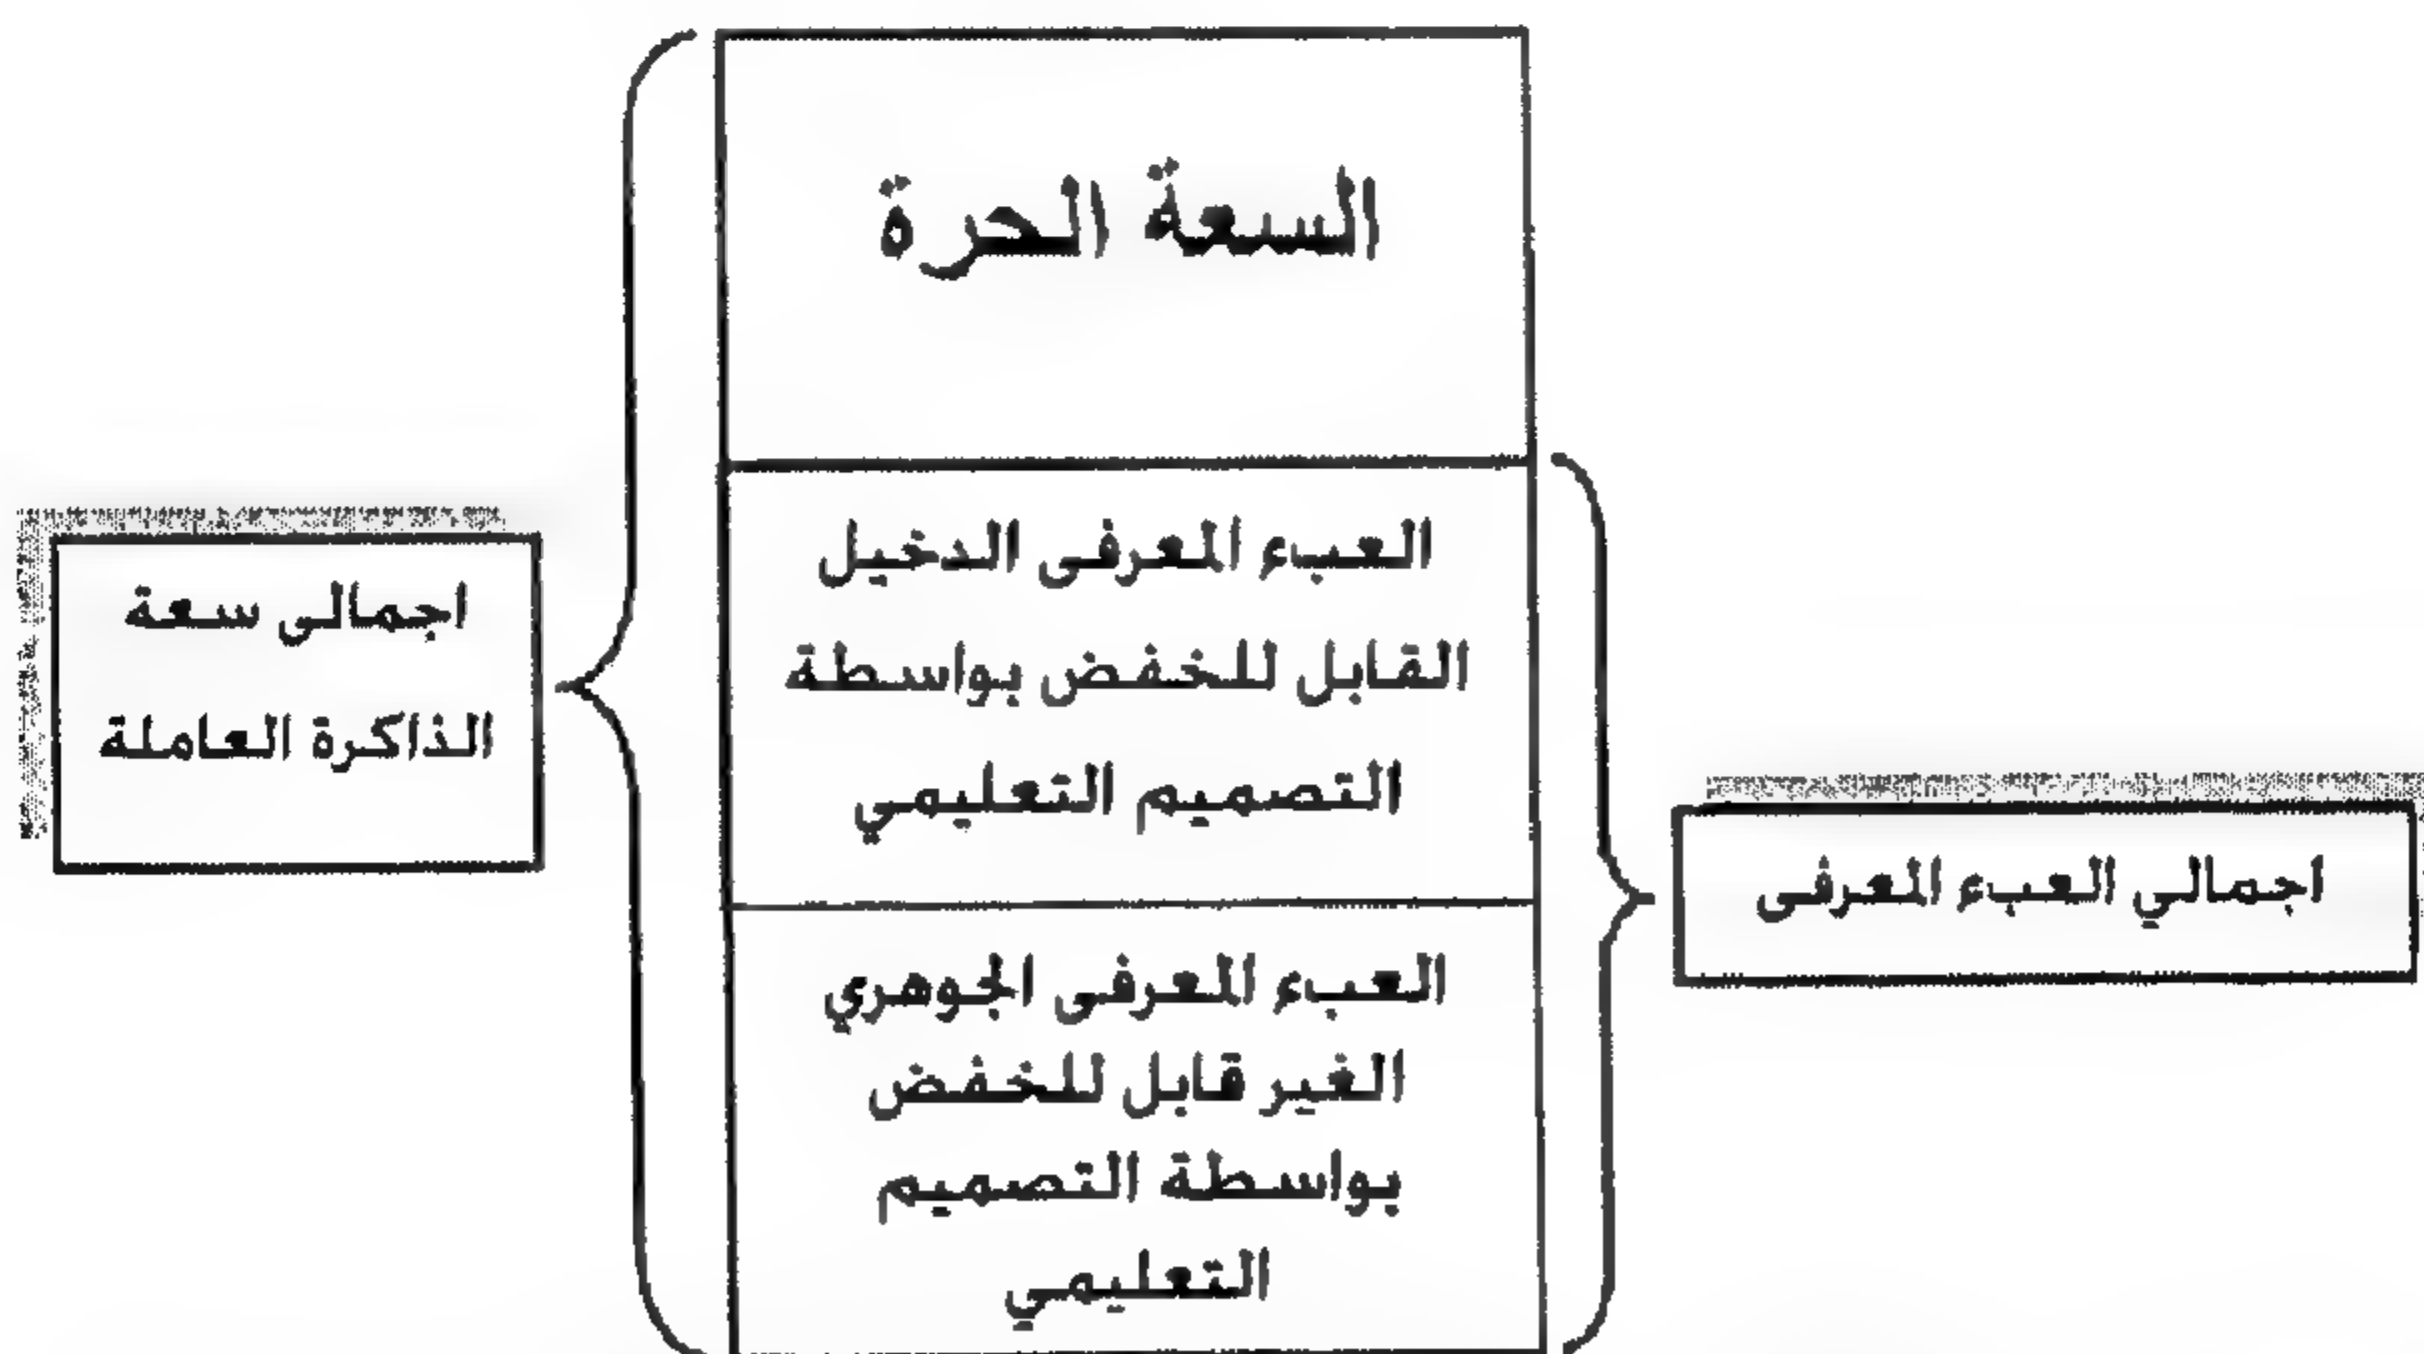 السعة الحرة
العبء المعرفى الدخيل
القابل للخفض بواسطة
التصميم التعليمي
العبء المعرفى الجوهري
الغير قابل للخفض
بواسطة التصميم
التعليمي
اجمالي العبء المعرفى
اجمالى سعة
الذاكرة العاملة